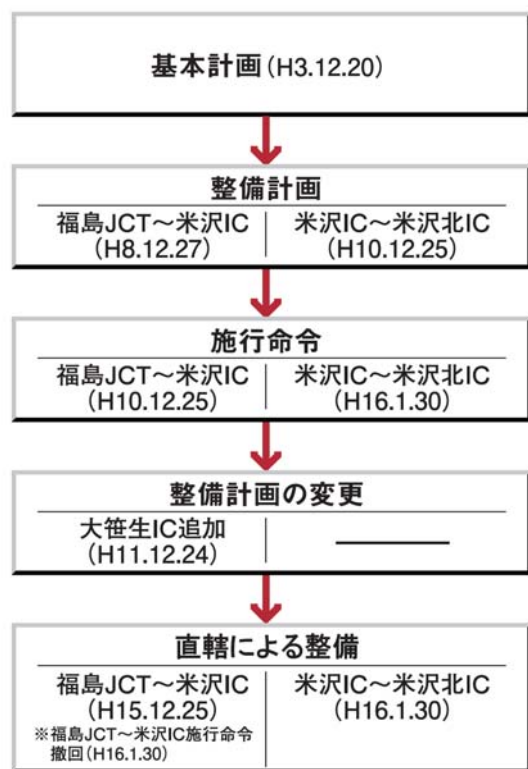 基本計画(H3.12.20)
整備計画
福島JCT～米沢IC
(H8.12.27)
米沢IC～米沢北IC
(H10.12.25)
施行命令
福島JCT～米沢IC
(H10.12.25)
米沢IC～米沢北IC
(H16.1.30)
整備計画の変更
大笹生IC追加
(H11.12.24)
直轄による整備
福島JCT～米沢IC
(H15.12.25)
※福島JCT～米沢IC施行命令
撤回(H16.1.30)
米沢IC～米沢北IC
(H16.1.30)